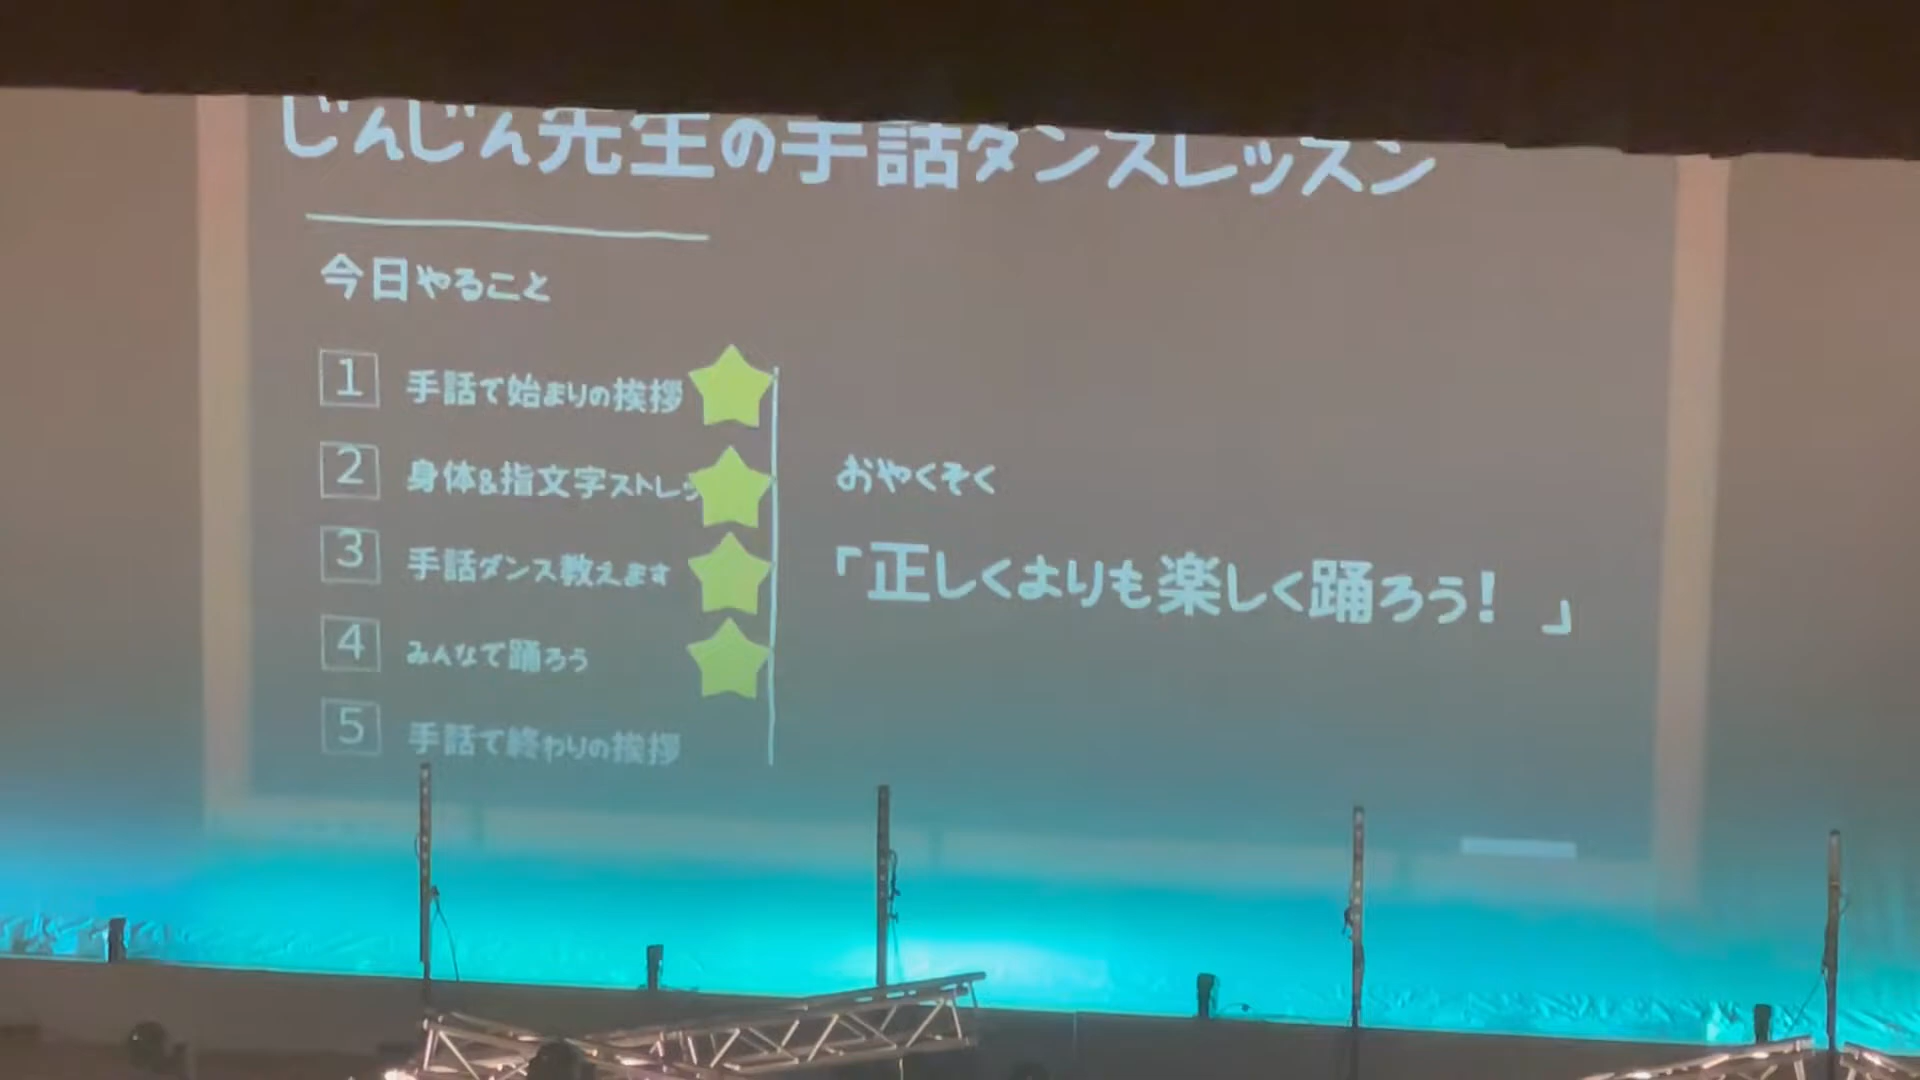 じんじん先生の手話ダンスレッスン
今日やること
1 手話で始まりの挨拶
2 身体&指文字ストレッ
3 手話ダンス教えます
4 みんなで踊ろう
5 手話で終わりの挨拶
おやくそく
「正しくよりも楽しく踊ろう! 」